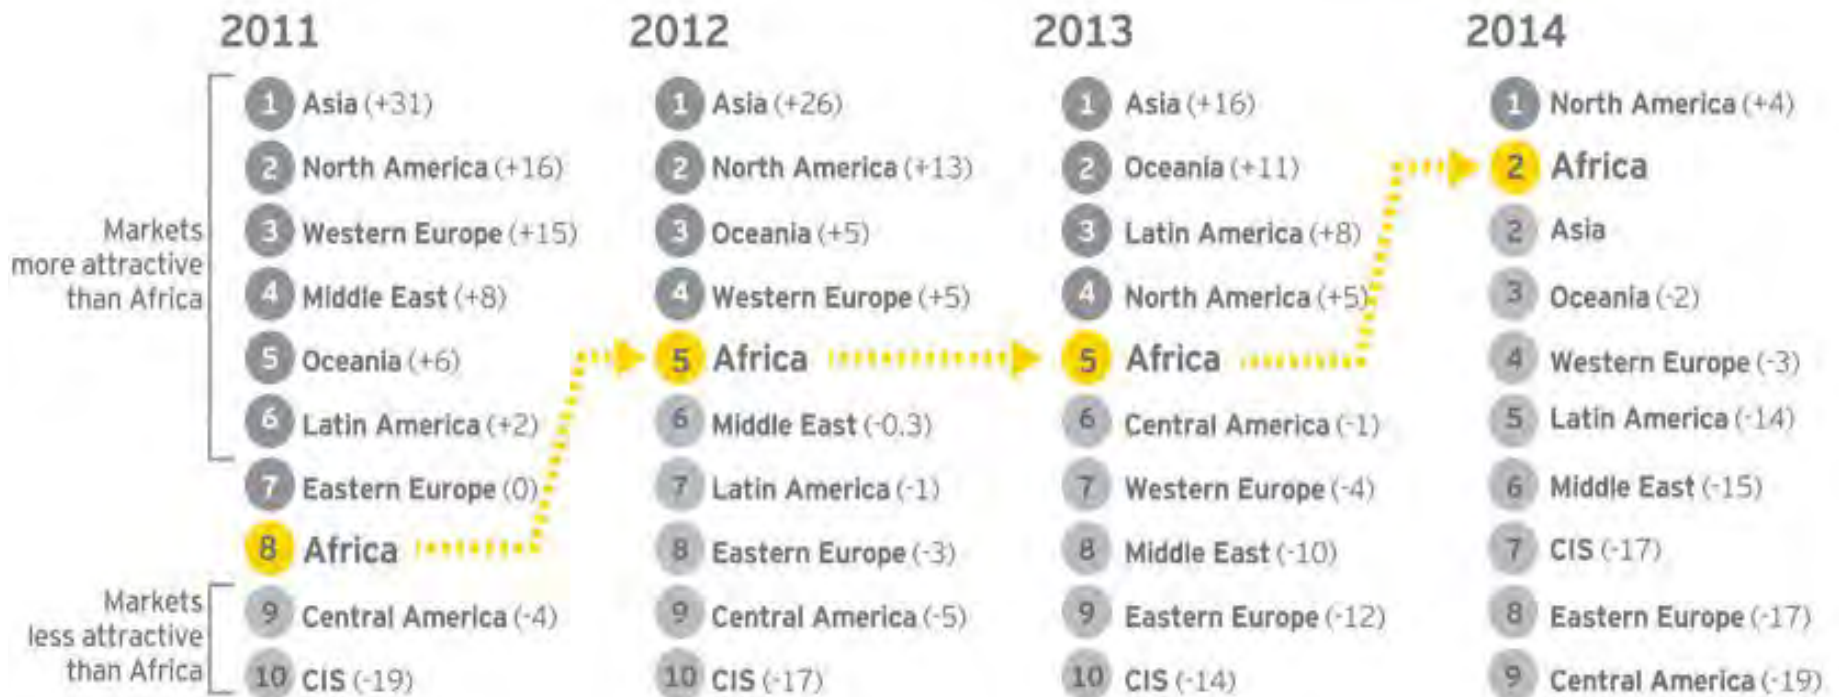 2011
2012
2013
2014
Markets
more attractive
than Africa
Markets
less attractive
than Africa
1 Asia (+31)
2 North America (+16)
3 Western Europe (+15)
4 Middle East (+8)
5 Oceania (+6)
6 Latin America (+2)
7 Eastern Europe (0)
8 Africa
9 Central America (-4)
10 CIS (-19)
1 Asia (+26)
2 North America (+13)
3 Oceania (+5)
4 Western Europe (+5)
5 Africa
6 Middle East (-0.3)
7 Latin America (-1)
8 Eastern Europe (-3)
9 Central America (-5)
10 CIS (-17)
1 Asia (+16)
2 Oceania (+11)
3 Latin America (+8)
4 North America (+5)
5 Africa
6 Central America (-1)
7 Western Europe (-4)
8 Middle East (-10)
9 Eastern Europe (-12)
10 CIS (-14)
1 North America (+4)
2 Africa
2 Asia
3 Oceania (-2)
4 Western Europe (-3)
5 Latin America (-14)
6 Middle East (-15)
7 CIS (-17)
8 Eastern Europe (-17)
9 Central America (-19)